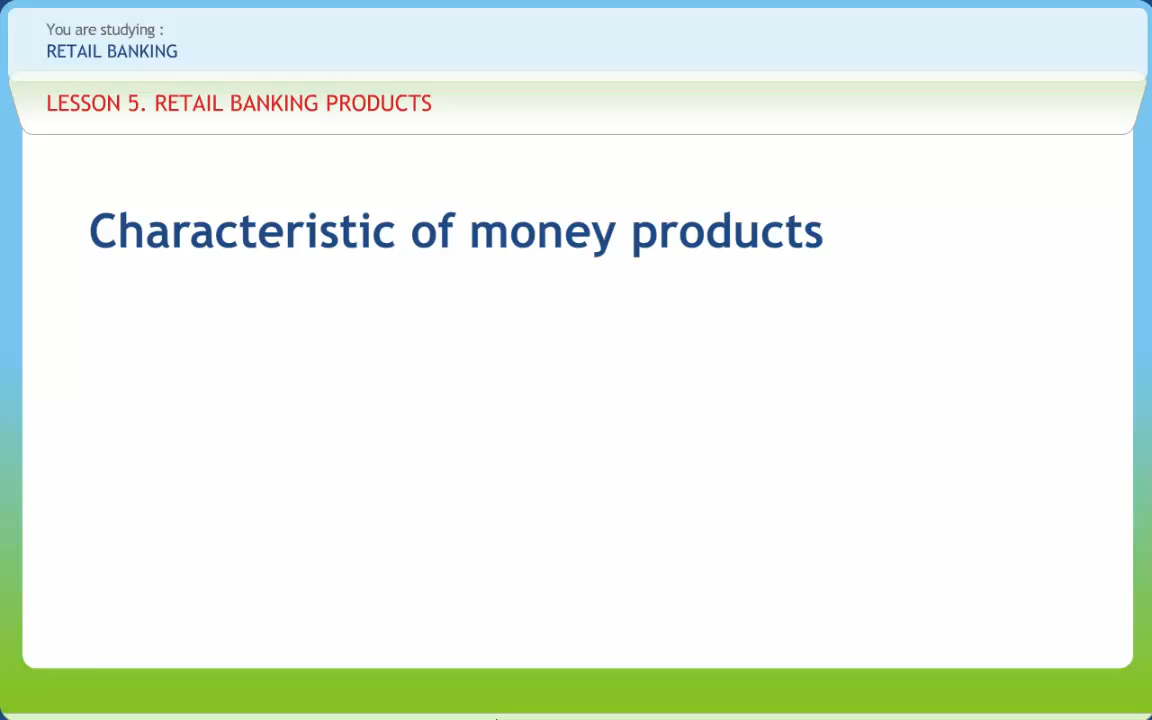 You are studying :
RETAIL BANKING
LESSON 5. RETAIL BANKING PRODUCTS
Characteristic of money products